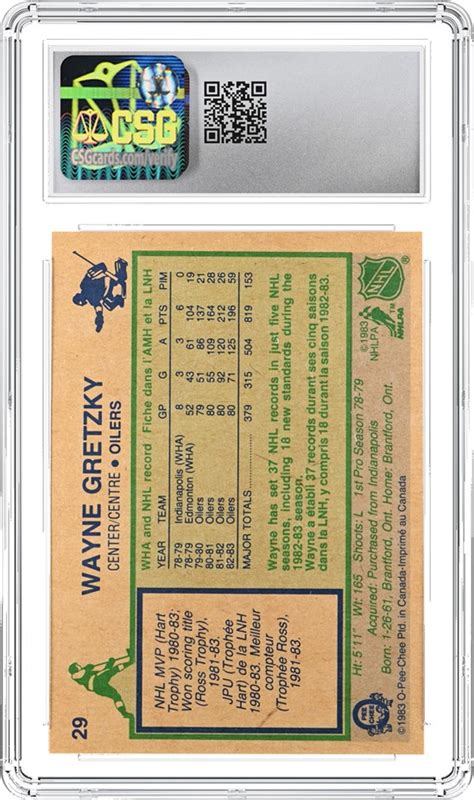 CSG
CSGcards.com/verify
29
WAYNE GRETZKY
CENTER/CENTRE • OILERS
NHL MVP (Hart
Trophy) 1980-83;
Won scoring title
(Ross Trophy),
1981-83.
JPU (Trophée
Hart) de la LNH
1980-83. Meilleur
compteur
(Trophée Ross),
1981-83.
WHA and NHL record Fiche dans l'AMH et la LNH
YEAR TEAM GP G A PTS PIM
78-79 Indianapolis (WHA) 8 3 3 6 0
78-79 Edmonton (WHA) 72 43 61 104 19
79-80 Oilers 79 51 86 137 21
80-81 Oilers 80 55 109 164 28
81-82 Oilers 80 92 120 212 26
82-83 Oilers 80 71 125 196 59
MAJOR TOTALS 379 315 504 819 153
Wayne has set 37 NHL records in just five NHL
seasons, including 18 new standards during the
1982-83 season.
Wayne a établi 37 records durant ses cinq saisons
dans la LNH, y compris 18 durant la saison 1982-83.
Ht: 5'11" Wt: 165 Shoots: L 1st Pro Season 78-79
Acquired: Purchased from Indianapolis
Born: 1-26-61, Brantford, Ont. Home: Brantford, Ont.
©1983 O-Pee-Chee Ptd. in Canada-Imprimé au Canada
O
PEE
CHEE
©1983
NHLPA
NHLPA
TM
NHL
®